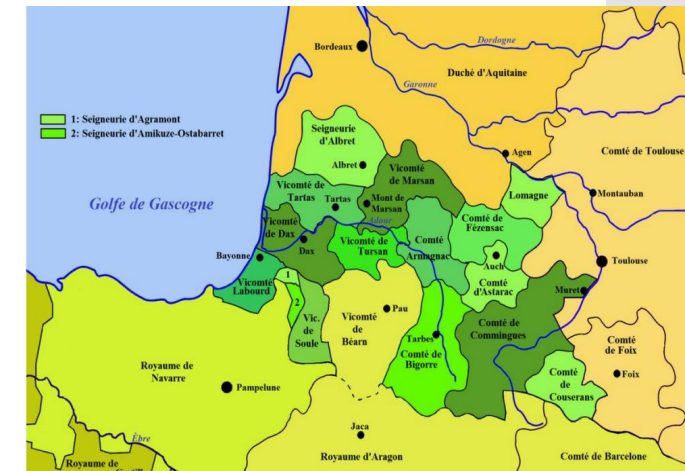 Bordeaux
Dordogne
Garonne
Duché d'Aquitaine
1: Seigneurie d'Agramont
2: Seigneurie d'Amikuze-Ostabarret
Seigneurie
d'Albret
Albret
Agen
Comté de Toulouse
Vicomté
de Marsan
Vicomté de
Tartas
Tartas
Mont de
Marsan
Lomagne
Montauban
Golfe de Gascogne
Vicomté
de Dax
Dax
Adour
Comté de
Fézensac
Vicomté de
Tursan
Comté
Armagnac
Bayonne
Auch
Toulouse
Vicomté
Labourd
1
2
Comté
d'Astarac
Muret
Vic.
de
Soule
Pau
Vicomté
de
Béarn
Tarbes
Comté de
Bigorre
Comté de
Commingues
Comté
de Foix
Foix
Royaume de
Navarre
Pampelune
Comté
de
Couserans
Jaca
Èbre
Royaume de
Royaume d'Aragon
Comté de Barcelone